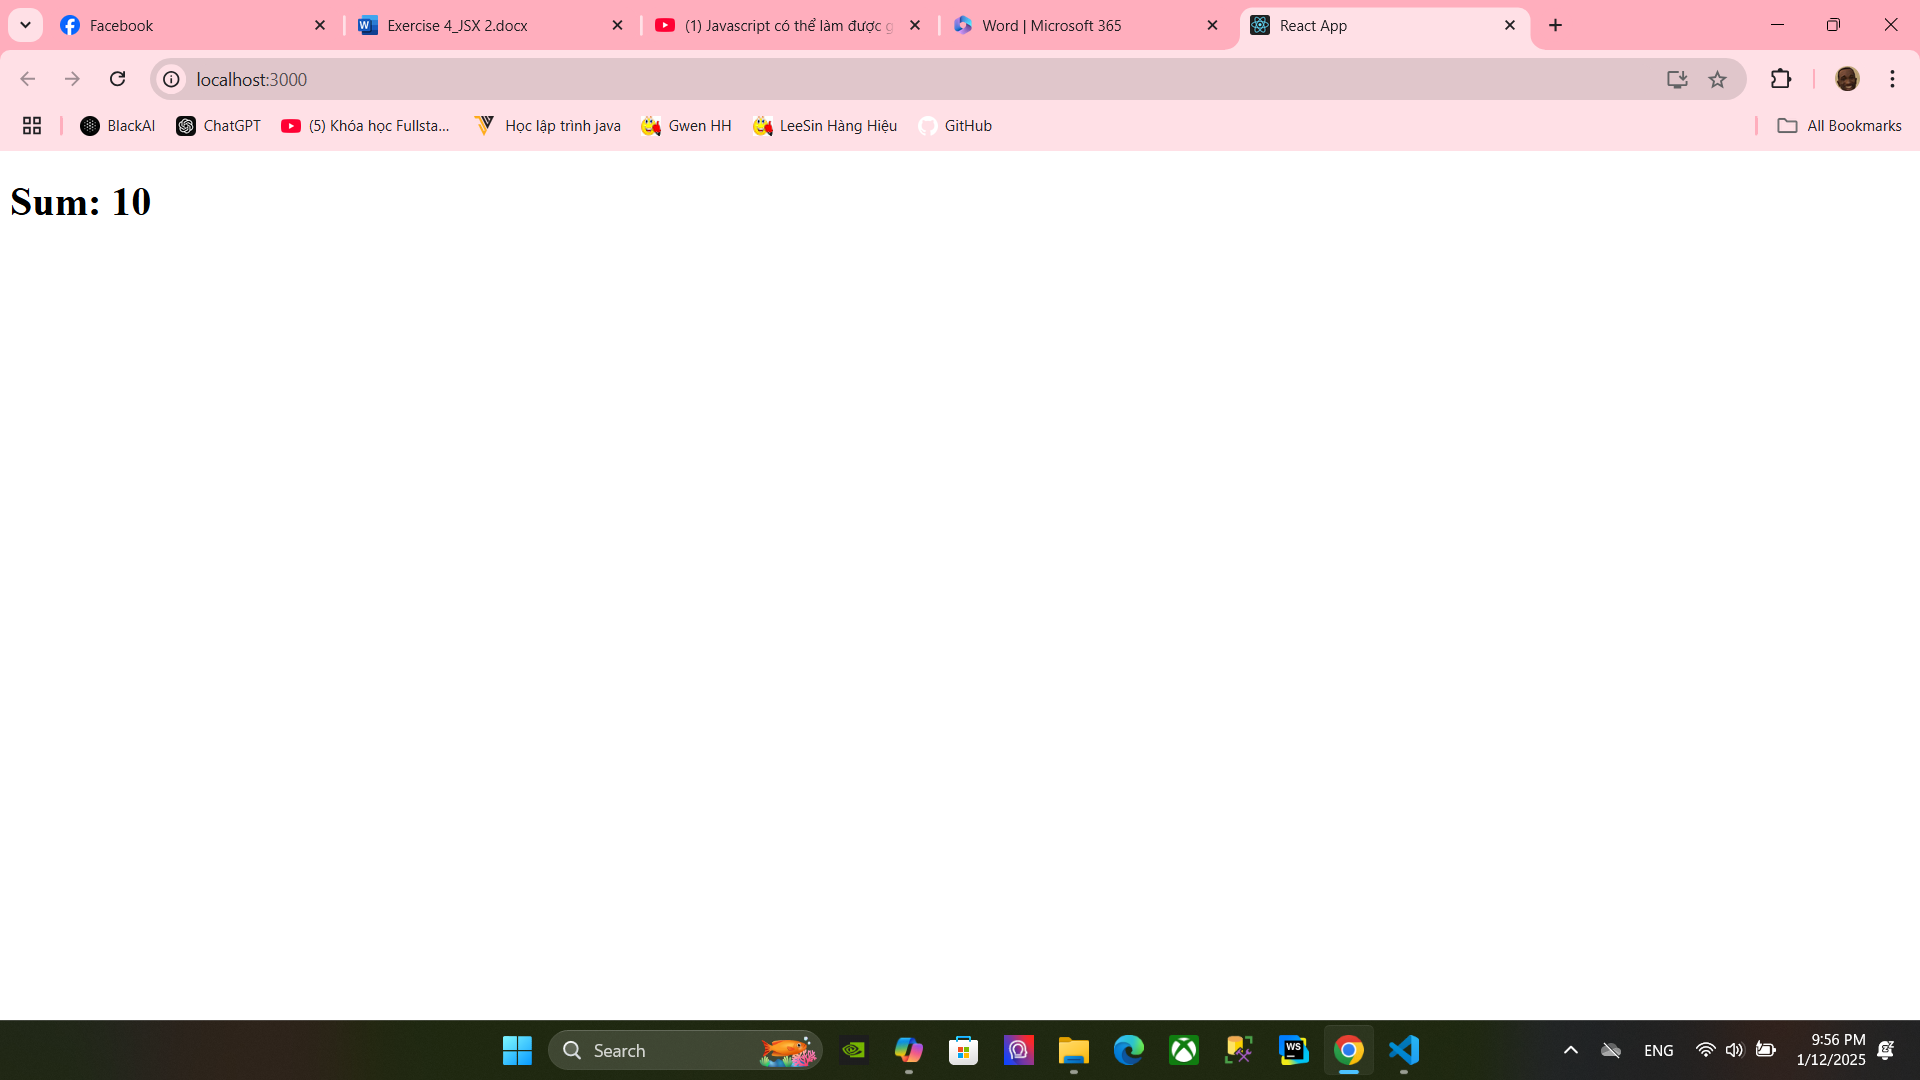 Facebook
Exercise 4_JSX 2.docx
(1) Javascript có thể làm được g
Word | Microsoft 365
React App
localhost:3000
BlackAI
ChatGPT
(5) Khóa học Fullsta...
Học lập trình java
Gwen HH
LeeSin Hàng Hiệu
GitHub
All Bookmarks
Sum: 10
Search
WS
ENG
9:56 PM
1/12/2025